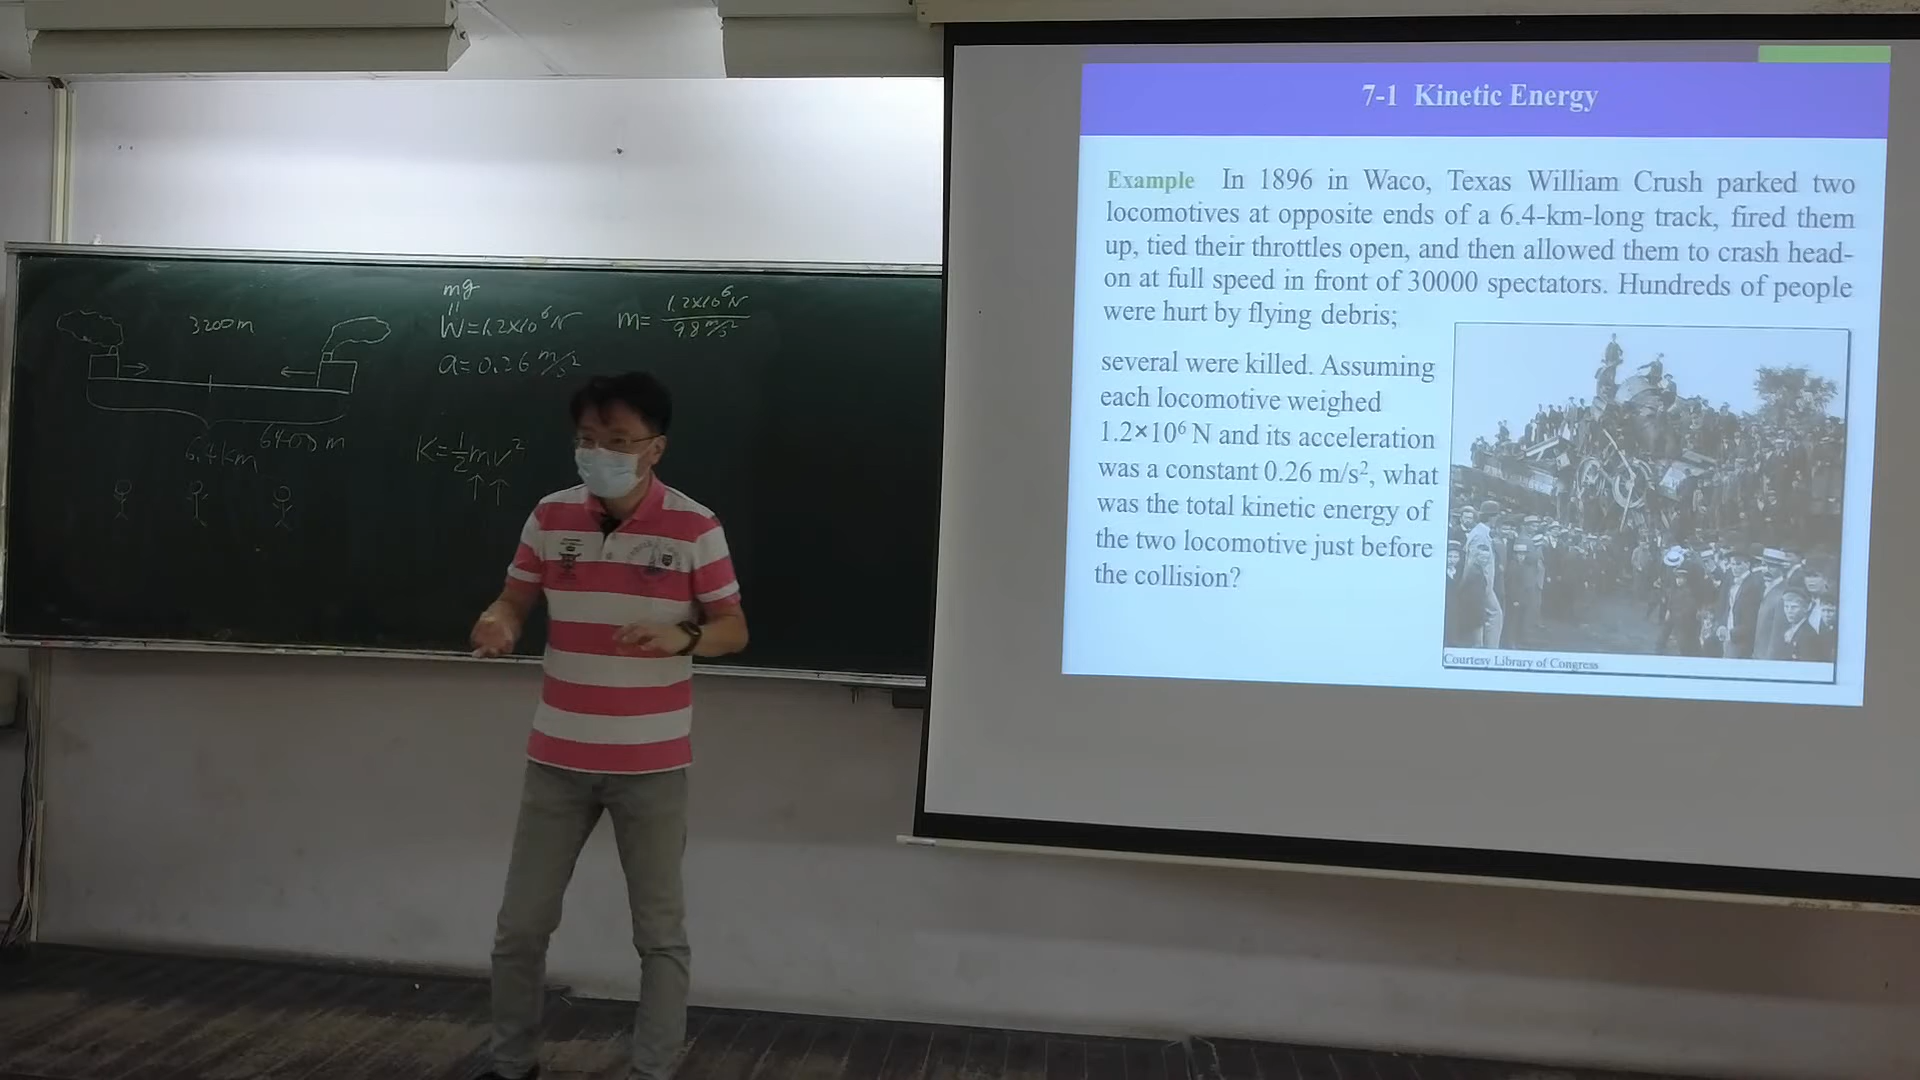 7-1 Kinetic Energy
Example In 1896 in Waco, Texas William Crush parked two
locomotives at opposite ends of a 6.4-km-long track, fired them
up, tied their throttles open, and then allowed them to crash head-
on at full speed in front of 30000 spectators. Hundreds of people
were hurt by flying debris;
several were killed. Assuming
each locomotive weighed
1.2×10⁶ N and its acceleration
was a constant 0.26 m/s², what
was the total kinetic energy of
the two locomotive just before
the collision?
Courtesy Library of Congress
3200m
6.4km
6400m
mg
"
W=1.2×10⁶N
a=0.26 m/s²
m= 1.2×10⁶N
9.8 m/s²
K=½mv²